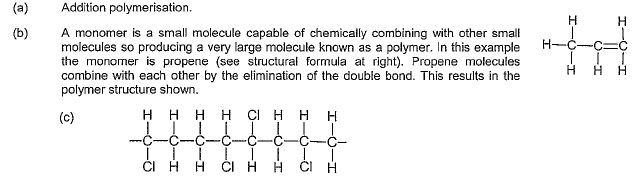 (a) Addition polymerisation.
(b) A monomer is a small molecule capable of chemically combining with other small
molecules so producing a very large molecule known as a polymer. In this example
the monomer is propene (see structural formula at right). Propene molecules
combine with each other by the elimination of the double bond. This results in the
polymer structure shown.
H H
H–C–C=C
H H H
(c)
H H H H Cl H H H
–C–C–C–C–C–C–C–C–
Cl H H Cl H H Cl H